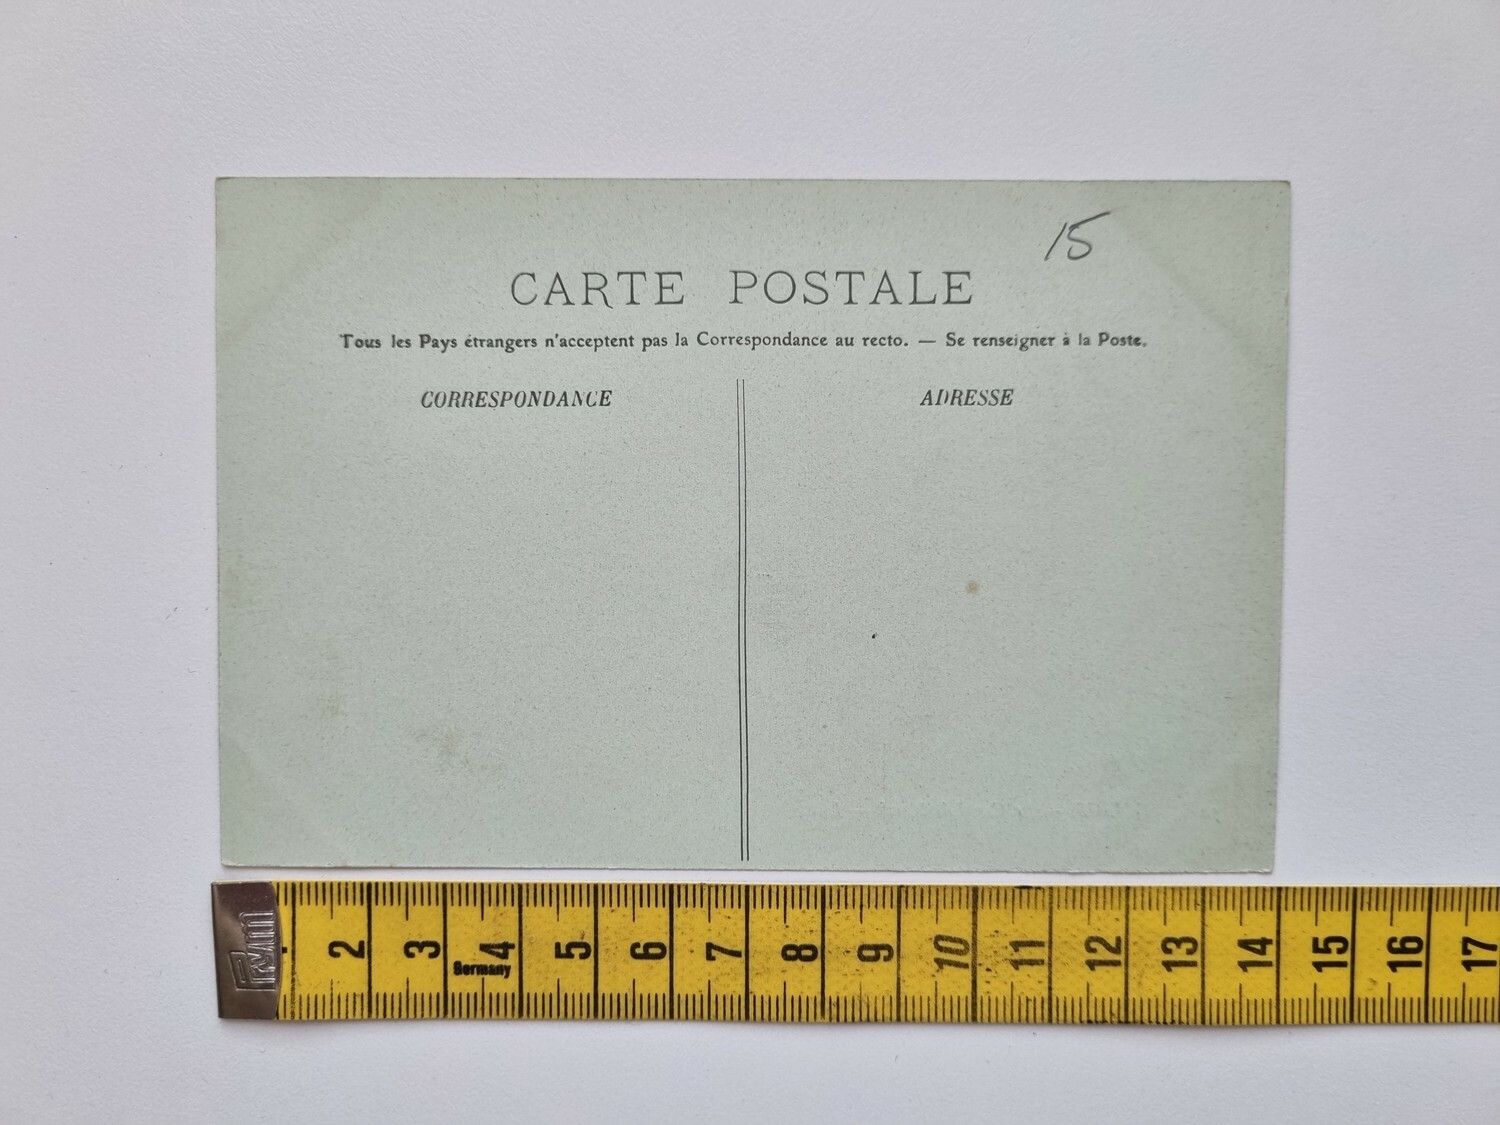 15
CARTE POSTALE
Tous les Pays étrangers n'acceptent pas la Correspondance au recto. — Se renseigner à la Poste.
CORRESPONDANCE
ADRESSE
Prym
2 3 4 5 6 7 8 9 10 11 12 13 14 15 16 17
Germany